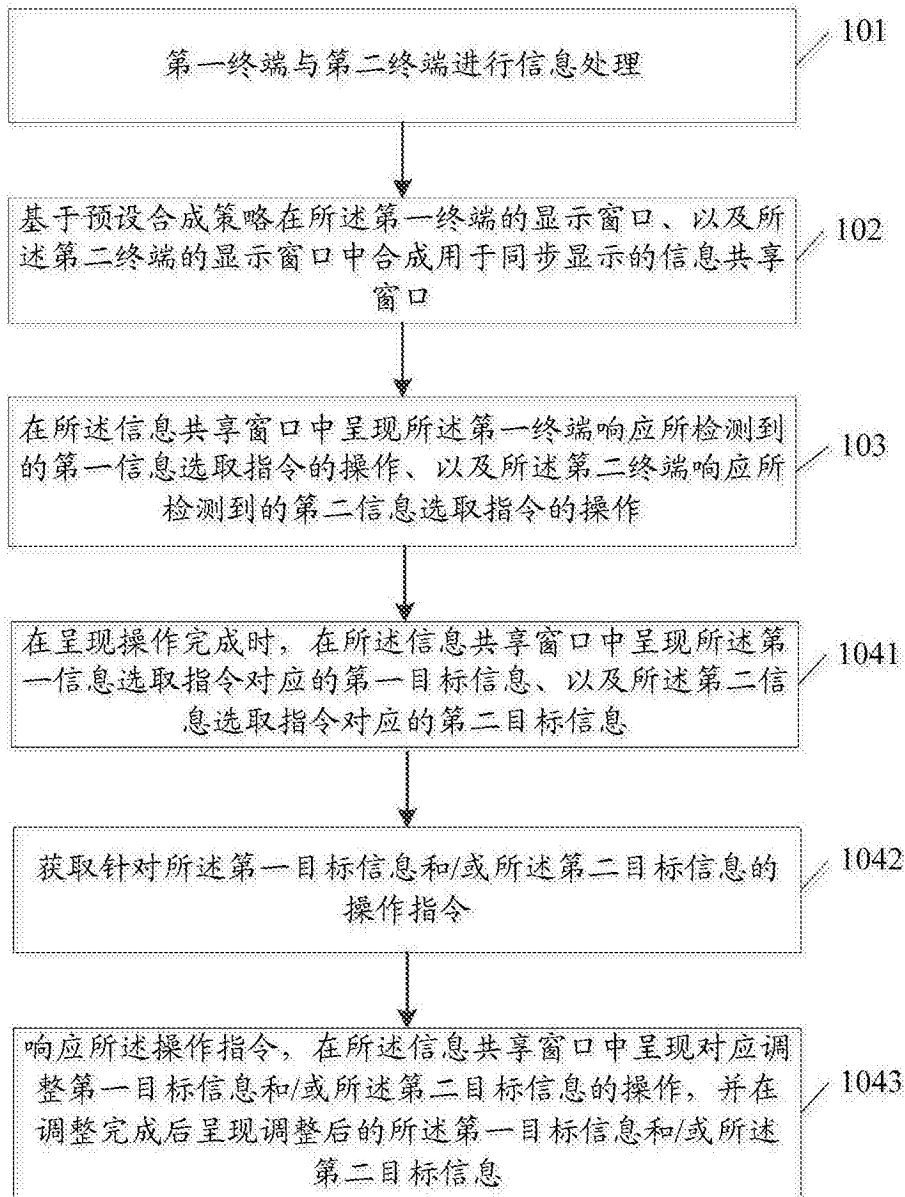 第一终端与第二终端进行信息处理
101
基于预设合成策略在所述第一终端的显示窗口、以及所
述第二终端的显示窗口中合成用于同步显示的信息共享
窗口
102
在所述信息共享窗口中呈现所述第一终端响应所检测到
的第一信息选取指令的操作、以及所述第二终端响应所
检测到的第二信息选取指令的操作
103
在呈现操作完成时，在所述信息共享窗口中呈现所述第
一信息选取指令对应的第一目标信息、以及所述第二信
息选取指令对应的第二目标信息
1041
获取针对所述第一目标信息和/或所述第二目标信息的
操作指令
1042
响应所述操作指令，在所述信息共享窗口中呈现对应调
整第一目标信息和/或所述第二目标信息的操作，并在
调整完成后呈现调整后的所述第一目标信息和/或所述
第二目标信息
1043